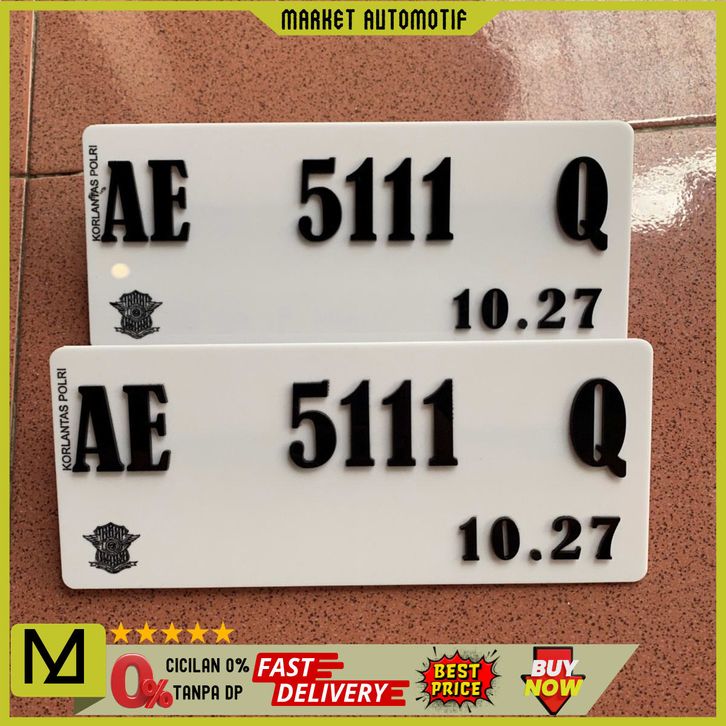 MARKET AUTOMOTIF
KORLANTAS POLRI
AE 5111 Q
10.27
KORLANTAS POLRI
AE 5111 Q
10.27
M
0% CICILAN 0%
TANPA DP
FAST
DELIVERY
BEST
PRICE
BUY
NOW